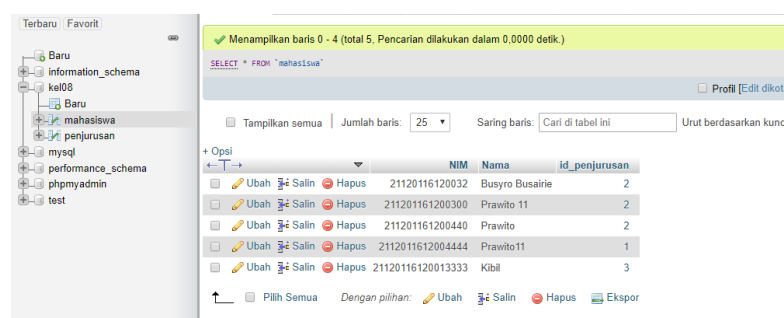 Terbaru Favorit
Baru
information_schema
kel08
Baru
mahasiswa
penjurusan
mysql
performance_schema
phpmyadmin
test
Menampilkan baris 0 - 4 (total 5, Pencarian dilakukan dalam 0,0000 detik.)
SELECT * FROM `mahasiswa`
Profil [Edit dikot
Tampilkan semua Jumlah baris: 25 Saring baris: Cari di tabel ini Urut berdasarkan kunc
+ Opsi
NIM Nama id_penjurusan
Ubah Salin Hapus 21120116120032 Busyro Busairie 2
Ubah Salin Hapus 211201116120300 Prawito 11 2
Ubah Salin Hapus 211201116200440 Prawito 2
Ubah Salin Hapus 2112011612004444 Prawito11 1
Ubah Salin Hapus 21120116120013333 Kibil 3
Pilih Semua Dengan pilihan: Ubah Salin Hapus Ekspor